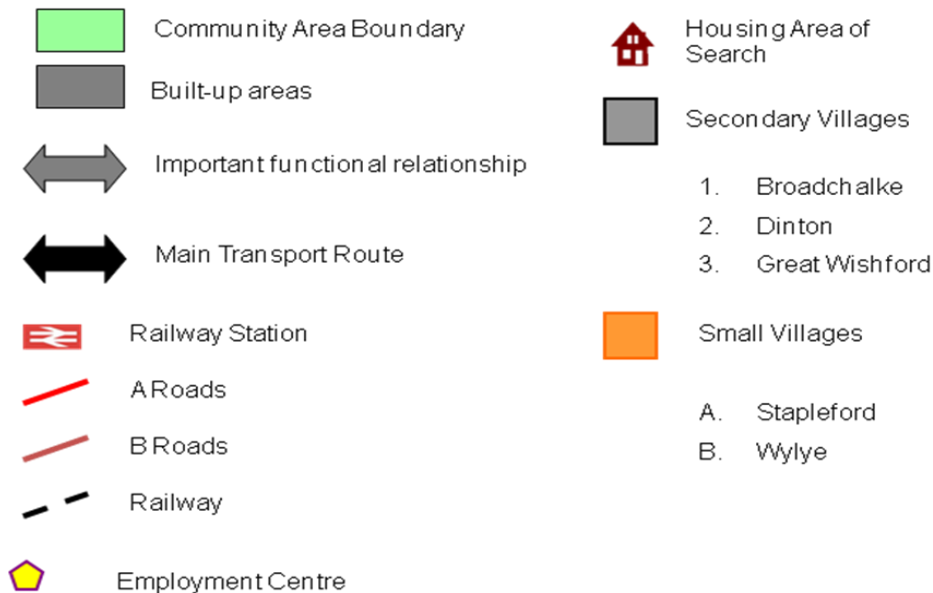 Community Area Boundary
Built-up areas
Important functional relationship
Main Transport Route
Railway Station
A Roads
B Roads
Railway
Employment Centre
Housing Area of
Search
Secondary Villages
1. Broadchalke
2. Dinton
3. Great Wishford
Small Villages
A. Stapleford
B. Wylye